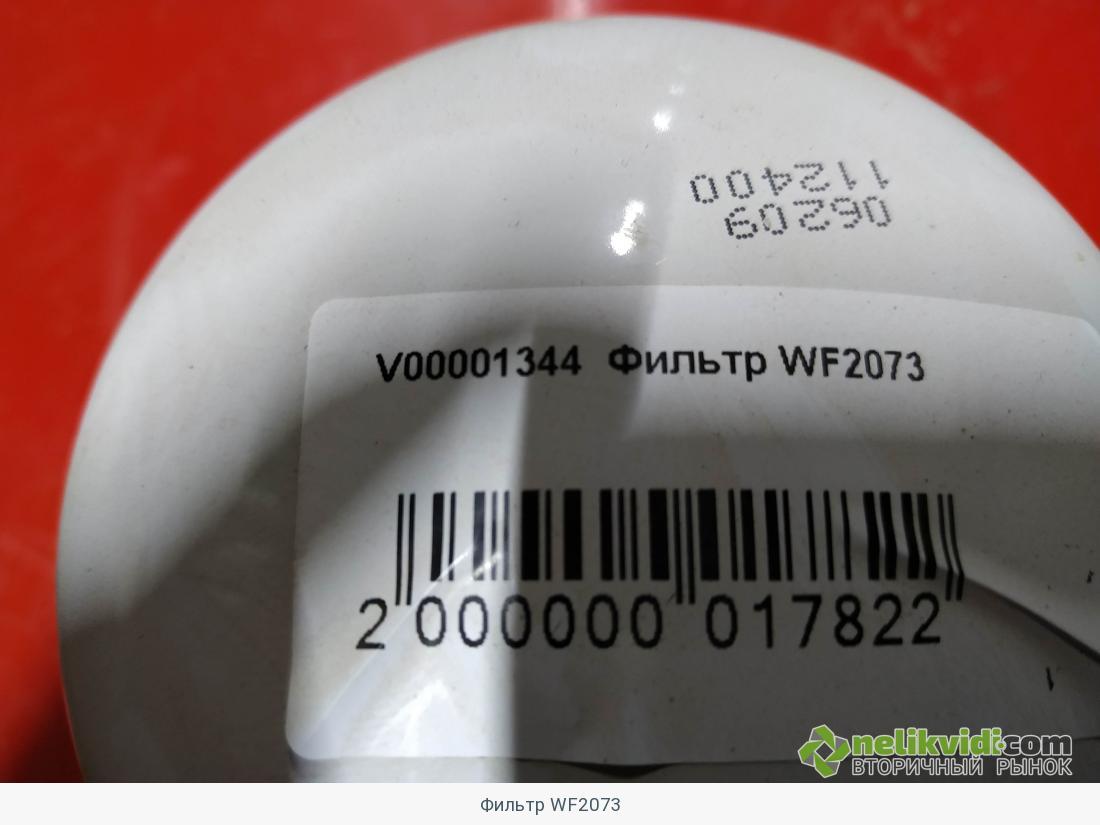 06209
112400
V00001344 Фильтр WF2073
2 000000 017822
nelikvidi.com
ВТОРИЧНЫЙ РЫНОК
Фильтр WF2073